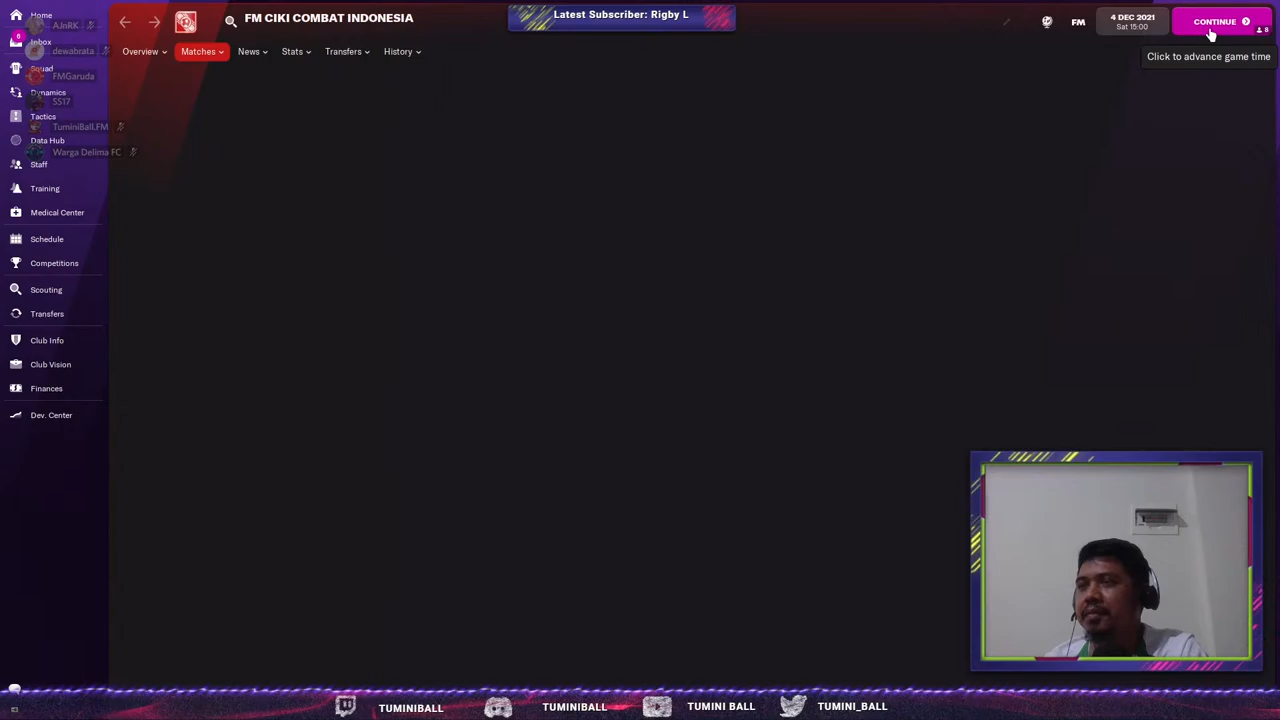 FM CIKI COMBAT INDONESIA
Latest Subscriber: Rigby L
FM
4 DEC 2021
Sat 15:00
CONTINUE
8
Click to advance game time
Overview
Matches
News
Stats
Transfers
History
Home
AJnRK
6
Inbox
dewabrata
Squad
FMGaruda
Dynamics
SS17
Tactics
TuminiBall.FM
Data Hub
Warga Delima FC
Staff
Training
Medical Center
Schedule
Competitions
Scouting
Transfers
Club Info
Club Vision
Finances
Dev. Center
TUMINIBALL
TUMINIBALL
TUMINI BALL
TUMINI_BALL